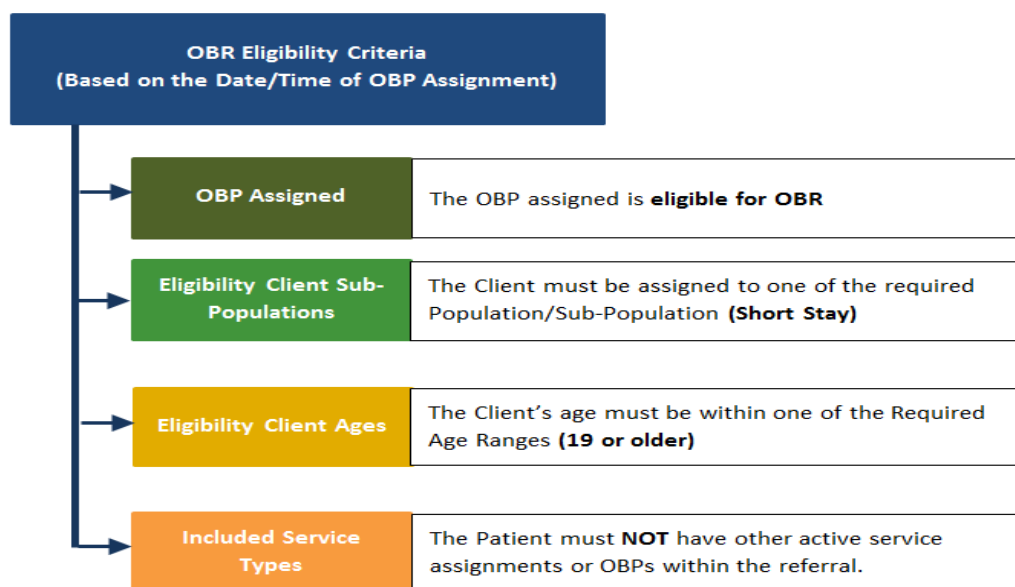 OBR Eligibility Criteria
(Based on the Date/Time of OBP Assignment)
OBP Assigned
The OBP assigned is eligible for OBR
Eligibility Client Sub-
Populations
The Client must be assigned to one of the required
Population/Sub-Population (Short Stay)
Eligibility Client Ages
The Client's age must be within one of the Required
Age Ranges (19 or older)
Included Service
Types
The Patient must NOT have other active service
assignments or OBPs within the referral.